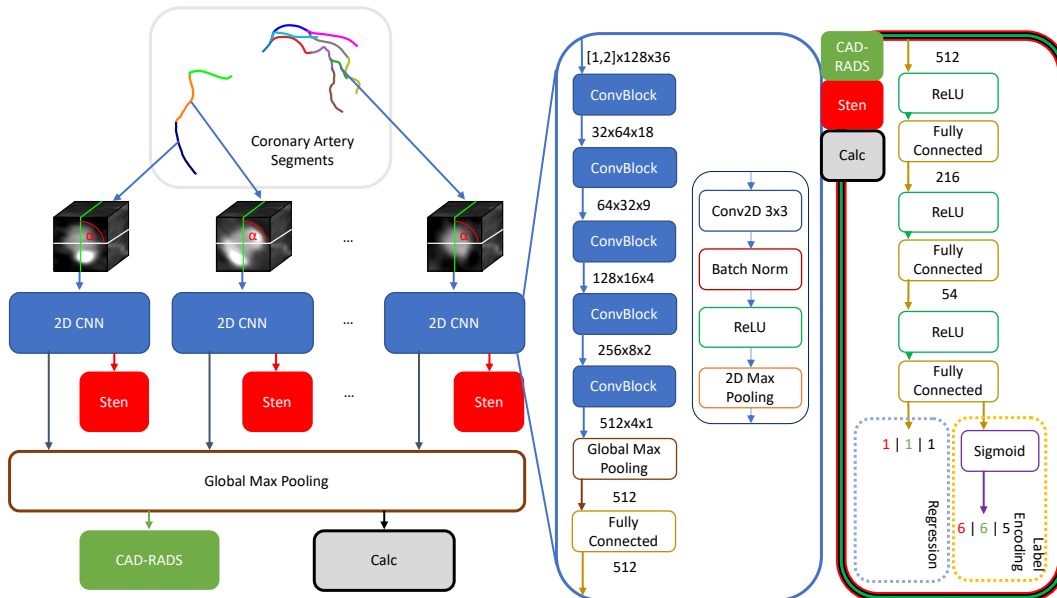 Coronary Artery
Segments
α
α
α
...
2D CNN
2D CNN
...
2D CNN
Sten
Sten
...
Sten
Global Max Pooling
CAD-RADS
Calc
[1,2]x128x36
ConvBlock
32x64x18
ConvBlock
64x32x9
ConvBlock
128x16x4
ConvBlock
256x8x2
ConvBlock
512x4x1
Global Max
Pooling
512
Fully
Connected
512
Conv2D 3x3
Batch Norm
ReLU
2D Max
Pooling
CAD-
RADS
Sten
Calc
512
ReLU
Fully
Connected
216
ReLU
Fully
Connected
54
ReLU
Fully
Connected
1 | 1 | 1
Regression
Sigmoid
6 | 6 | 5
Label
Encoding